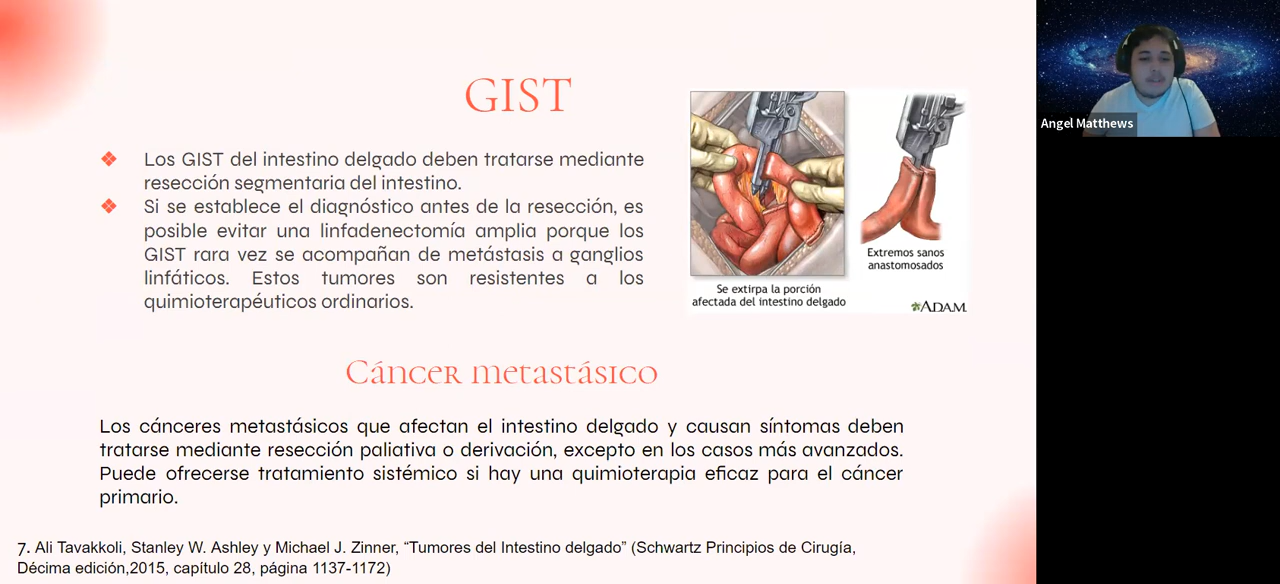 GIST
❖ Los GIST del intestino delgado deben tratarse mediante
resección segmentaria del intestino.
❖ Si se establece el diagnóstico antes de la resección, es
posible evitar una linfadenectomía amplia porque los
GIST rara vez se acompañan de metástasis a ganglios
linfáticos. Estos tumores son resistentes a los
quimioterapéuticos ordinarios.
Se extirpa la porción
afectada del intestino delgado
Extremos sanos
anastomosados
ADAM.
Cáncer metastásico
Los cánceres metastásicos que afectan el intestino delgado y causan síntomas deben
tratarse mediante resección paliativa o derivación, excepto en los casos más avanzados.
Puede ofrecerse tratamiento sistémico si hay una quimioterapia eficaz para el cáncer
primario.
7. Ali Tavakkoli, Stanley W. Ashley y Michael J. Zinner, “Tumores del Intestino delgado” (Schwartz Principios de Cirugía,
Décima edición,2015, capítulo 28, página 1137-1172)
Angel Matthews